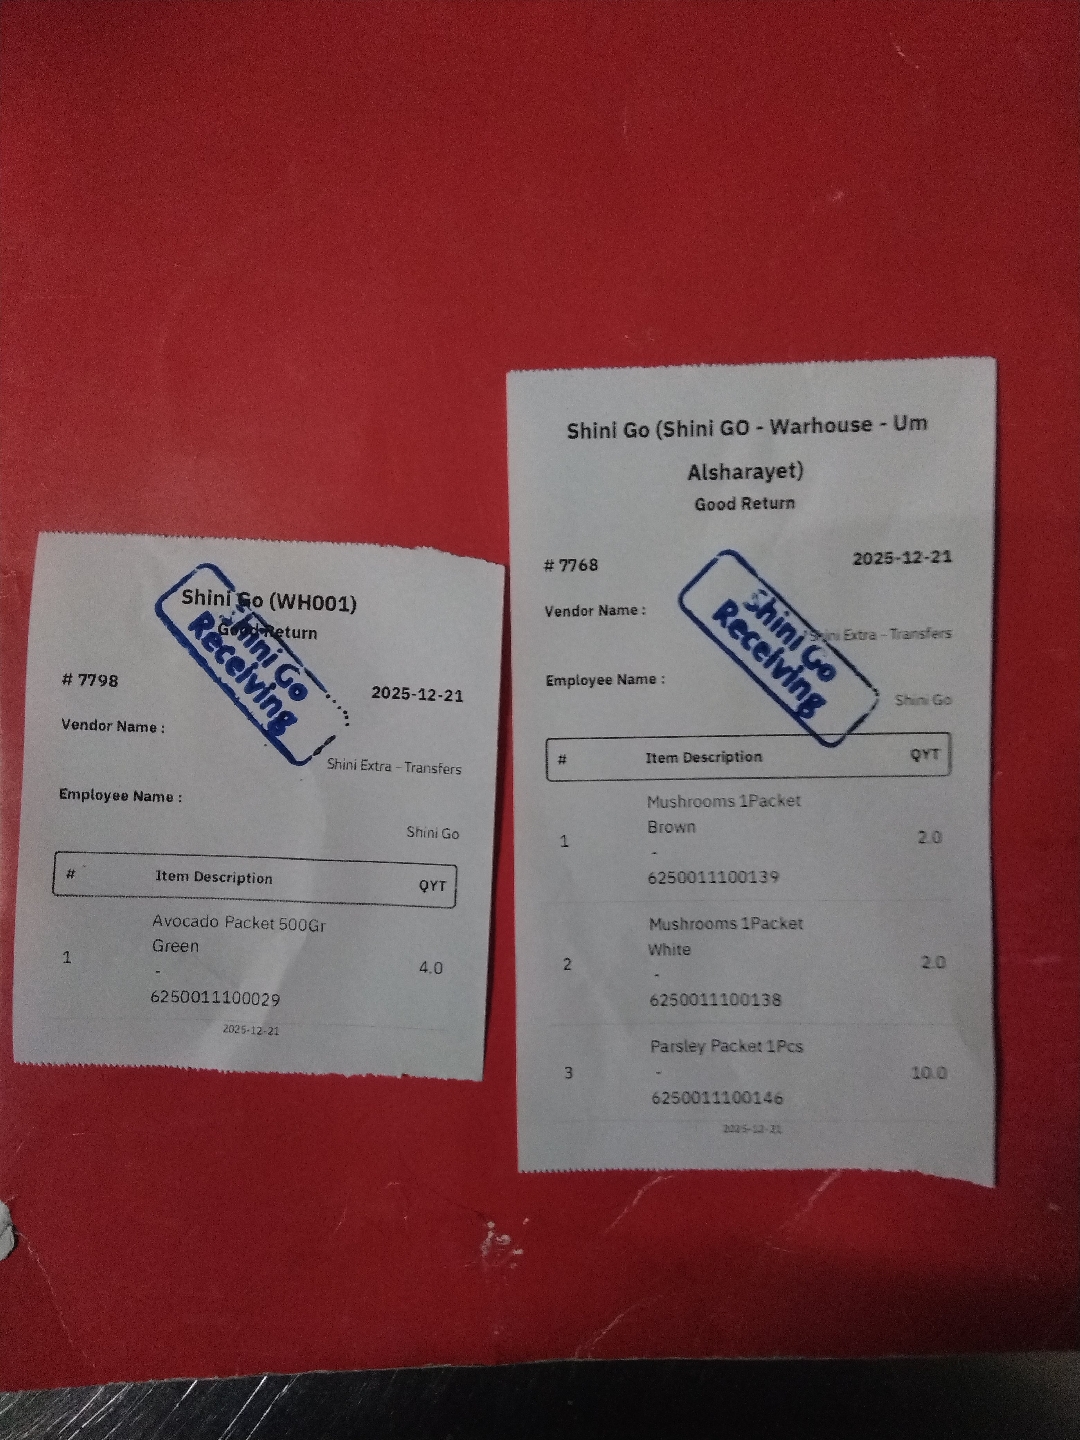 Shini Go (WH001)
Good Return
# 7798
2025-12-21
Vendor Name :
Shini Extra - Transfers
Employee Name :
Shini Go
# Item Description QYT
Avocado Packet 500Gr
Green
1 - 4.0
6250011100029
2025-12-21
Shini Go
Receiving
Shini Go (Shini GO - Warhouse - Um
Alsharayet)
Good Return
# 7768 2025-12-21
Vendor Name :
Shini Extra - Transfers
Employee Name :
Shini Go
# Item Description QYT
Mushrooms 1Packet
Brown
1 - 2.0
6250011100139
Mushrooms 1Packet
White
2 - 2.0
6250011100138
Parsley Packet 1Pcs
3 - 10.0
6250011100146
2025-12-21
Shini Go
Receiving